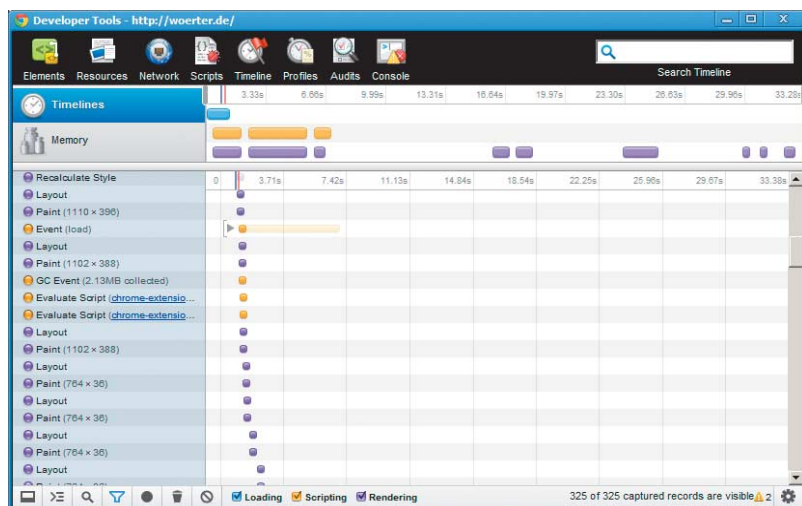 Developer Tools - http://woerter.de/
Elements Resources Network Scripts Timeline Profiles Audits Console Search Timeline
Timelines 3.33s 6.66s 9.99s 13.31s 16.64s 19.97s 23.30s 26.63s 29.96s 33.28s
Memory
Recalculate Style 0 3.71s 7.42s 11.13s 14.84s 18.54s 22.25s 25.96s 29.67s 33.38s
Layout
Paint (1110 × 396)
Event (load)
Layout
Paint (1102 × 388)
GC Event (2.13MB collected)
Evaluate Script (chrome-extensio...
Evaluate Script (chrome-extensio...
Layout
Paint (1102 × 388)
Layout
Paint (764 × 36)
Layout
Paint (764 × 36)
Layout
Paint (764 × 36)
Layout
Loading Scripting Rendering 325 of 325 captured records are visible 2